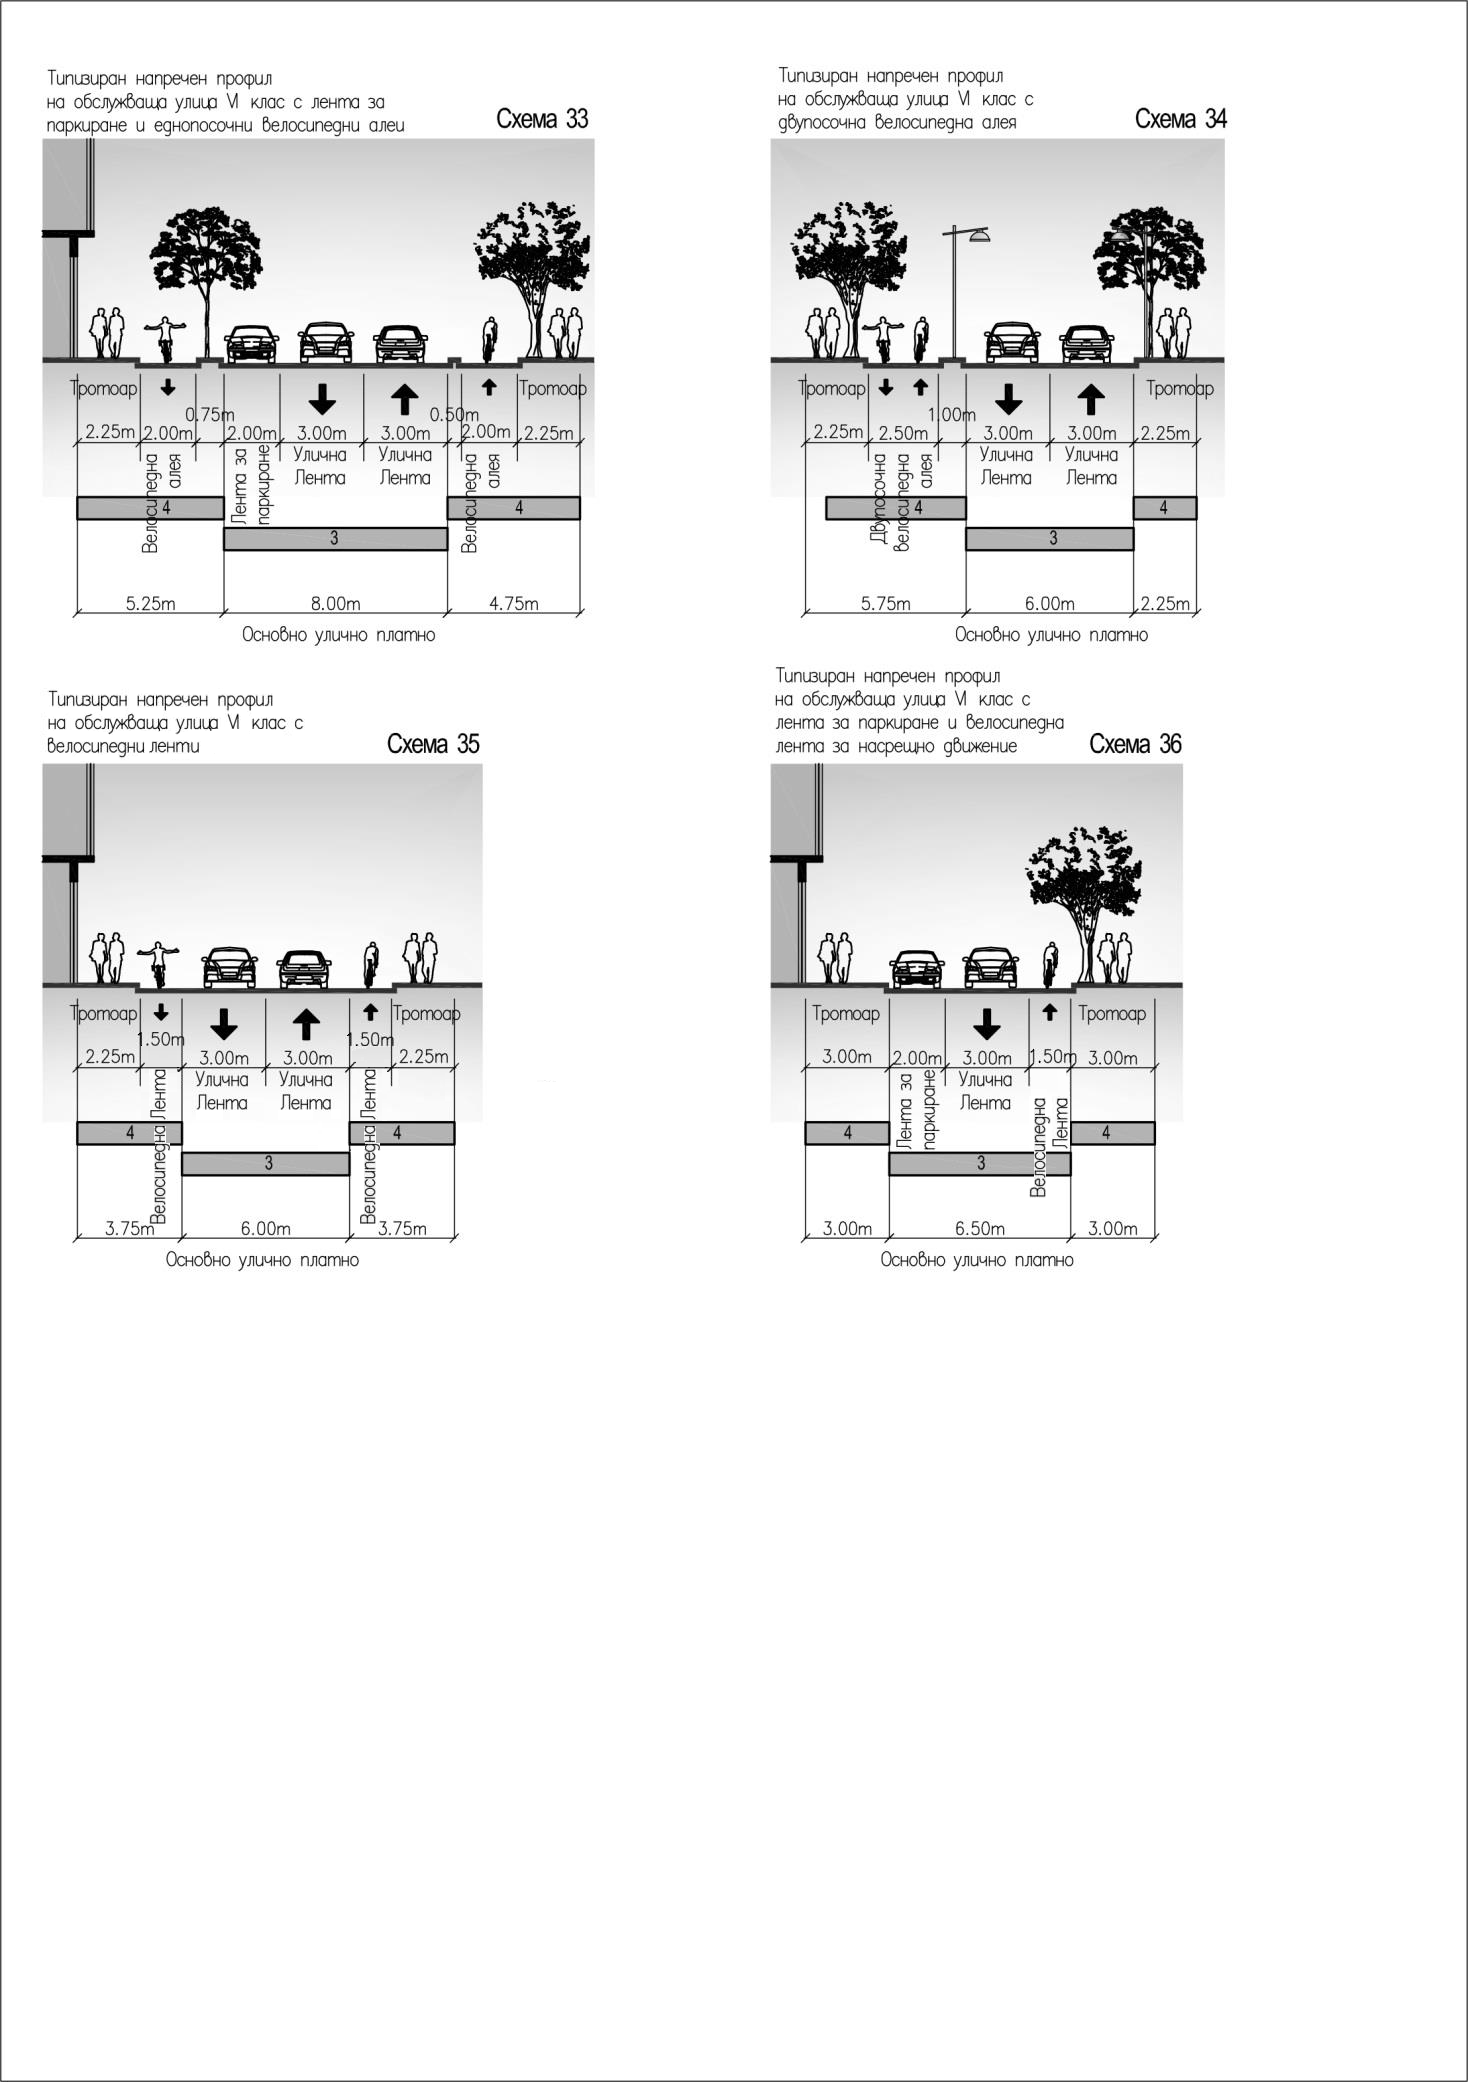 Типизиран напречен профил
на обслужваща улица VI клас с лента за
паркиране и еднопосочни велосипедни алеи
Схема 33
Тротоар
Тротоар
0.75m
0.50m
2.25m
2.00m
2.00m
3.00m
3.00m
2.00m
2.25m
Велосипедна
алея
Лента за
паркиране
Улична
Лента
Улична
Лента
Велосипедна
алея
4
4
3
5.25m
8.00m
4.75m
Основно улично платно
Типизиран напречен профил
на обслужваща улица VI клас с
двупосочна велосипедна алея
Схема 34
Тротоар
Тротоар
1.00m
2.25m
2.50m
3.00m
3.00m
2.25m
Двупосочна
велосипедна
алея
Улична
Лента
Улична
Лента
4
4
3
5.75m
6.00m
2.25m
Основно улично платно
Типизиран напречен профил
на обслужваща улица VI клас с
велосипедни ленти
Схема 35
Тротоар
Тротоар
1.50m
1.50m
2.25m
3.00m
3.00m
2.25m
Велосипедна Лента
Улична
Лента
Улична
Лента
Велосипедна Лента
4
4
3
3.75m
6.00m
3.75m
Основно улично платно
Типизиран напречен профил
на обслужваща улица VI клас с
лента за паркиране и велосипедна
лента за насрещно движение
Схема 36
Тротоар
Тротоар
3.00m
2.00m
3.00m
1.50m
3.00m
Лента за
паркиране
Улична
Лента
Велосипедна
Лента
4
4
3
3.00m
6.50m
3.00m
Основно улично платно